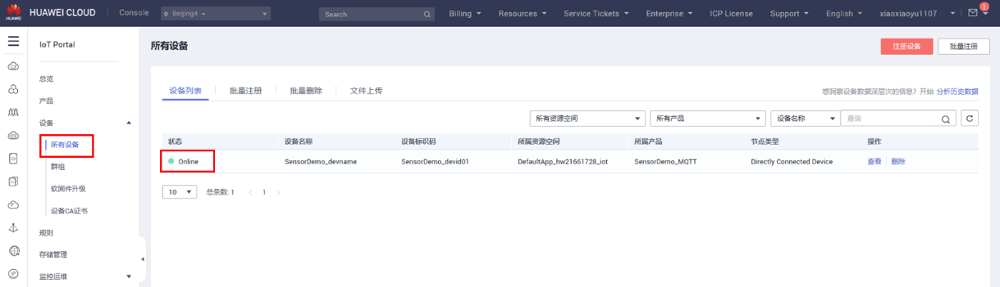 HUAWEI
HUAWEI CLOUD
Console
Beijing4
Search
Billing
Resources
Service Tickets
Enterprise
ICP License
Support
English
xiaoxiaoyu1107
1
IoT Portal
总览
产品
设备
所有设备
群组
软固件升级
设备CA证书
规则
存储管理
监控运维
所有设备
注册设备
批量注册
设备列表
批量注册
批量删除
文件上传
想洞察设备数据深层次的信息?开始 分析历史数据
所有资源空间
所有产品
设备名称
查询
状态 设备名称 设备标识码 所属资源空间 所属产品 节点类型 操作
Online SensorDemo_devname SensorDemo_devid01 DefaultApp_hw21661728_iot SensorDemo_MQTT Directly Connected Device 查看 删除
10 总条数: 1 < 1 >